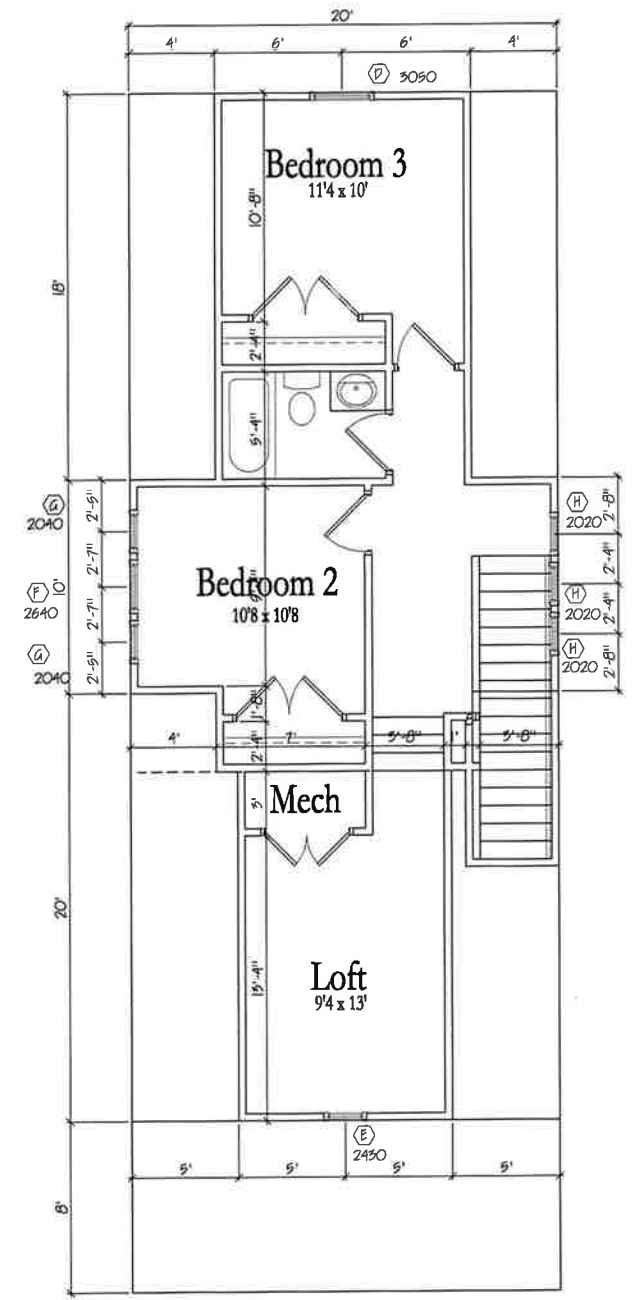 20'
4' 6' 6' 4'
D 3050
Bedroom 3
11'4 x 10'
10'-8"
18'
2'-4"
5'-4"
G
2040
2'-5"
H
2020
2'-8"
2'-7"
2'-4"
F
2640
10'
Bedroom 2
10'8 x 10'8
H
2020
2'-7"
2'-4"
G
2040
2'-5"
H
2020
2'-8"
1'-8"
4' 7' 3'-8" 1' 3'-8"
2'-4"
3'
Mech
20'
13'-4"
Loft
9'4 x 13'
E
2430
5' 5' 5' 5'
8'